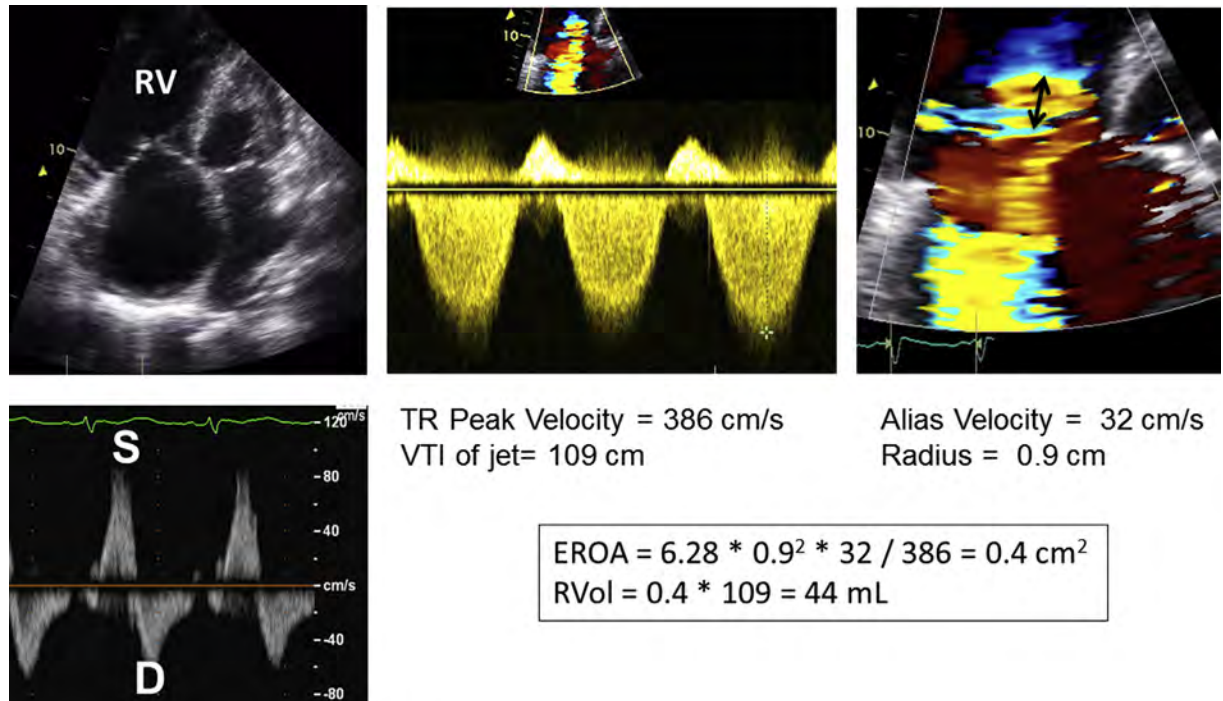 RV
10
10
10
TR Peak Velocity = 386 cm/s
VTI of jet= 109 cm
Alias Velocity = 32 cm/s
Radius = 0.9 cm
S
120
cm/s
80
40
cm/s
-40
D
-80
EROA = 6.28 * 0.9² * 32 / 386 = 0.4 cm²
RVol = 0.4 * 109 = 44 mL